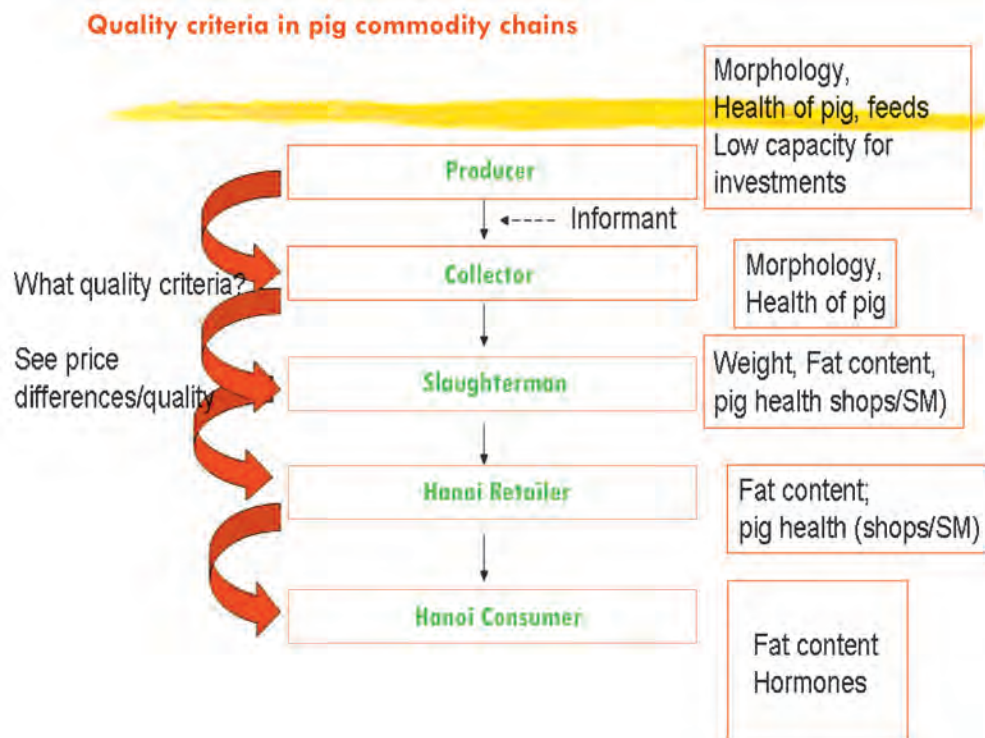 Quality criteria in pig commodity chains
Morphology,
Health of pig, feeds
Low capacity for
investments
Producer
Informant
What quality criteria?
Collector
Morphology,
Health of pig
See price
differences/quality
Slaughterman
Weight, Fat content,
pig health shops/SM)
Hanoi Retailer
Fat content;
pig health (shops/SM)
Hanoi Consumer
Fat content
Hormones